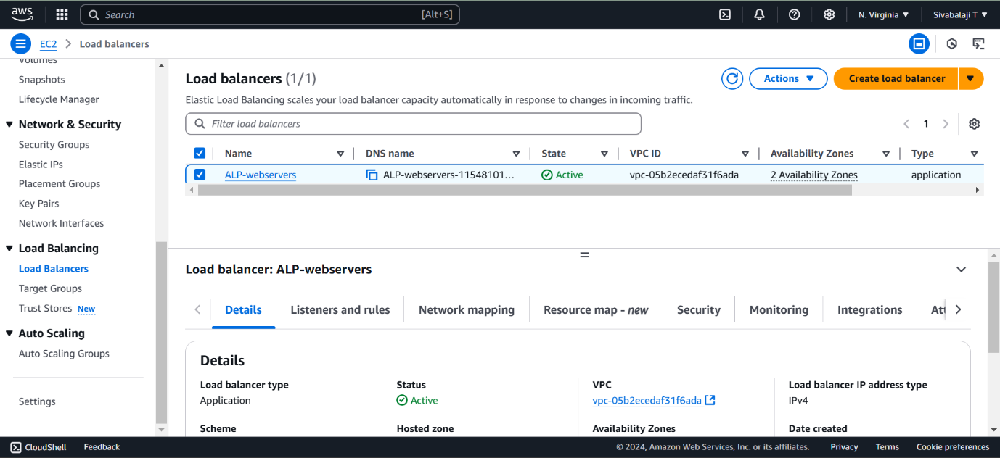 aws
Search [Alt+S] N. Virginia Sivabalaji T
EC2 Load balancers
Volumes
Snapshots
Lifecycle Manager
Network & Security
Security Groups
Elastic IPs
Placement Groups
Key Pairs
Network Interfaces
Load Balancing
Load Balancers
Target Groups
Trust Stores New
Auto Scaling
Auto Scaling Groups
Settings
Load balancers (1/1)
Actions
Create load balancer
Elastic Load Balancing scales your load balancer capacity automatically in response to changes in incoming traffic.
Filter load balancers
1
Name DNS name State VPC ID Availability Zones Type
ALP-webservers ALP-webservers-11548101... Active vpc-05b2ecedaf31f6ada 2 Availability Zones application
Load balancer: ALP-webservers
Details Listeners and rules Network mapping Resource map - new Security Monitoring Integrations Att
Details
Load balancer type Status VPC Load balancer IP address type
Application Active vpc-05b2ecedaf31f6ada IPv4
Scheme Hosted zone Availability Zones Date created
CloudShell Feedback © 2024, Amazon Web Services, Inc. or its affiliates. Privacy Terms Cookie preferences